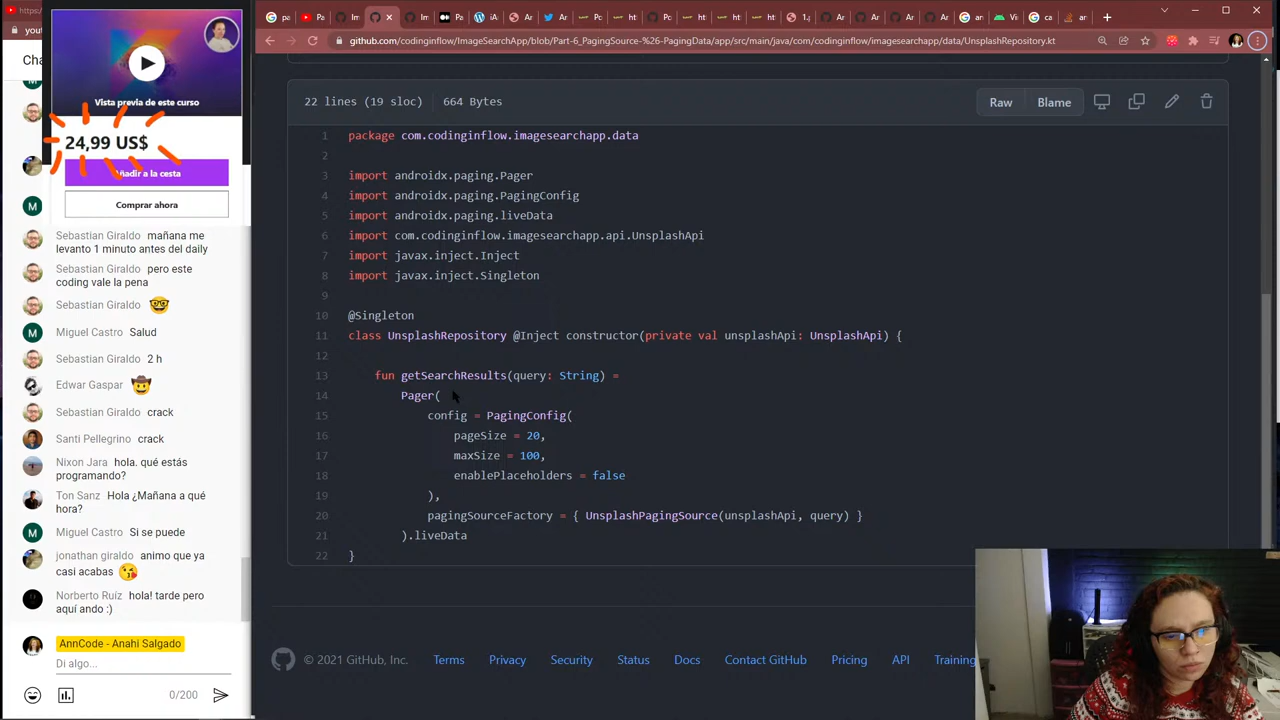 github.com/codinginflow/ImageSearchApp/blob/Part-6_PagingSource-%26-PagingData/app/src/main/java/com/codinginflow/imagesearchapp/data/UnsplashRepository.kt
Vista previa de este curso
24,99 US$
Añadir a la cesta
Comprar ahora
Sebastian Giraldo mañana me
levanto 1 minuto antes del daily
Sebastian Giraldo pero este
coding vale la pena
Sebastian Giraldo
Miguel Castro Salud
Sebastian Giraldo 2 h
Edwar Gaspar
Sebastian Giraldo crack
Santi Pellegrino crack
Nixon Jara hola. qué estás
programando?
Ton Sanz Hola ¿Mañana a qué
hora?
Miguel Castro Si se puede
jonathan giraldo animo que ya
casi acabas
Norberto Ruíz hola! tarde pero
aquí ando :)
AnnCode - Anahi Salgado
Di algo...
0/200
22 lines (19 sloc) 664 Bytes
Raw Blame
1 package com.codinginflow.imagesearchapp.data
2
3 import androidx.paging.Pager
4 import androidx.paging.PagingConfig
5 import androidx.paging.liveData
6 import com.codinginflow.imagesearchapp.api.UnsplashApi
7 import javax.inject.Inject
8 import javax.inject.Singleton
9
10 @Singleton
11 class UnsplashRepository @Inject constructor(private val unsplashApi: UnsplashApi) {
12
13 fun getSearchResults(query: String) =
14 Pager(
15 config = PagingConfig(
16 pageSize = 20,
17 maxSize = 100,
18 enablePlaceholders = false
19 ),
20 pagingSourceFactory = { UnsplashPagingSource(unsplashApi, query) }
21 ).liveData
22 }
© 2021 GitHub, Inc. Terms Privacy Security Status Docs Contact GitHub Pricing API Training